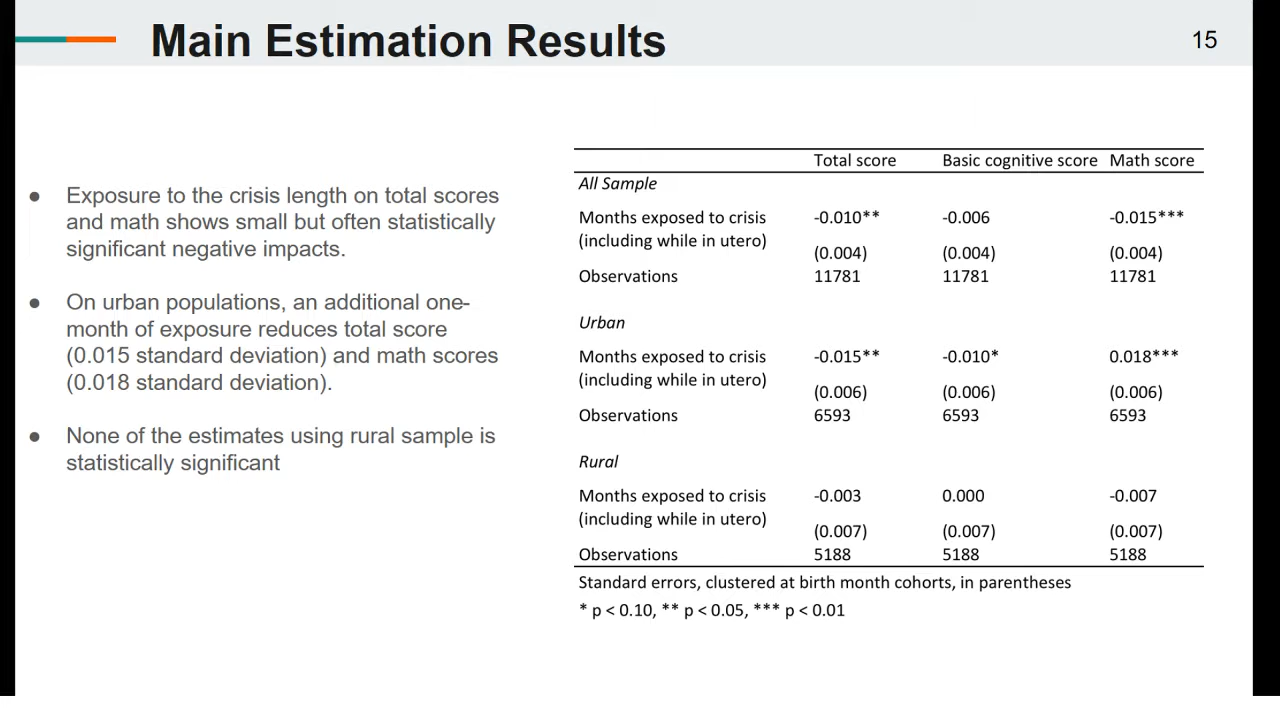 Main Estimation Results
15
● Exposure to the crisis length on total scores
and math shows small but often statistically
significant negative impacts.
● On urban populations, an additional one-
month of exposure reduces total score
(0.015 standard deviation) and math scores
(0.018 standard deviation).
● None of the estimates using rural sample is
statistically significant
Total score Basic cognitive score Math score
All Sample
Months exposed to crisis -0.010** -0.006 -0.015***
(including while in utero)
(0.004) (0.004) (0.004)
Observations 11781 11781 11781
Urban
Months exposed to crisis -0.015** -0.010* 0.018***
(including while in utero)
(0.006) (0.006) (0.006)
Observations 6593 6593 6593
Rural
Months exposed to crisis -0.003 0.000 -0.007
(including while in utero)
(0.007) (0.007) (0.007)
Observations 5188 5188 5188
Standard errors, clustered at birth month cohorts, in parentheses
* p < 0.10, ** p < 0.05, *** p < 0.01